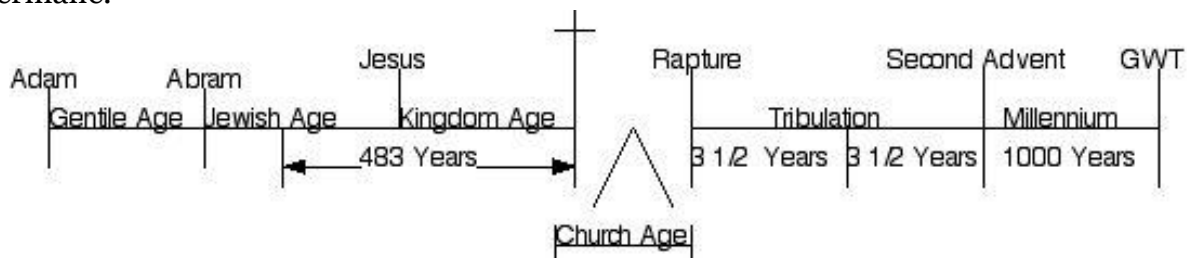 ermane.
Jesus Rapture Second Advent GWT
Adam Abram
Gentile Age Jewish Age Kingdom Age Tribulation Millennium
483 Years 3 1/2 Years 3 1/2 Years 1000 Years
Church Age